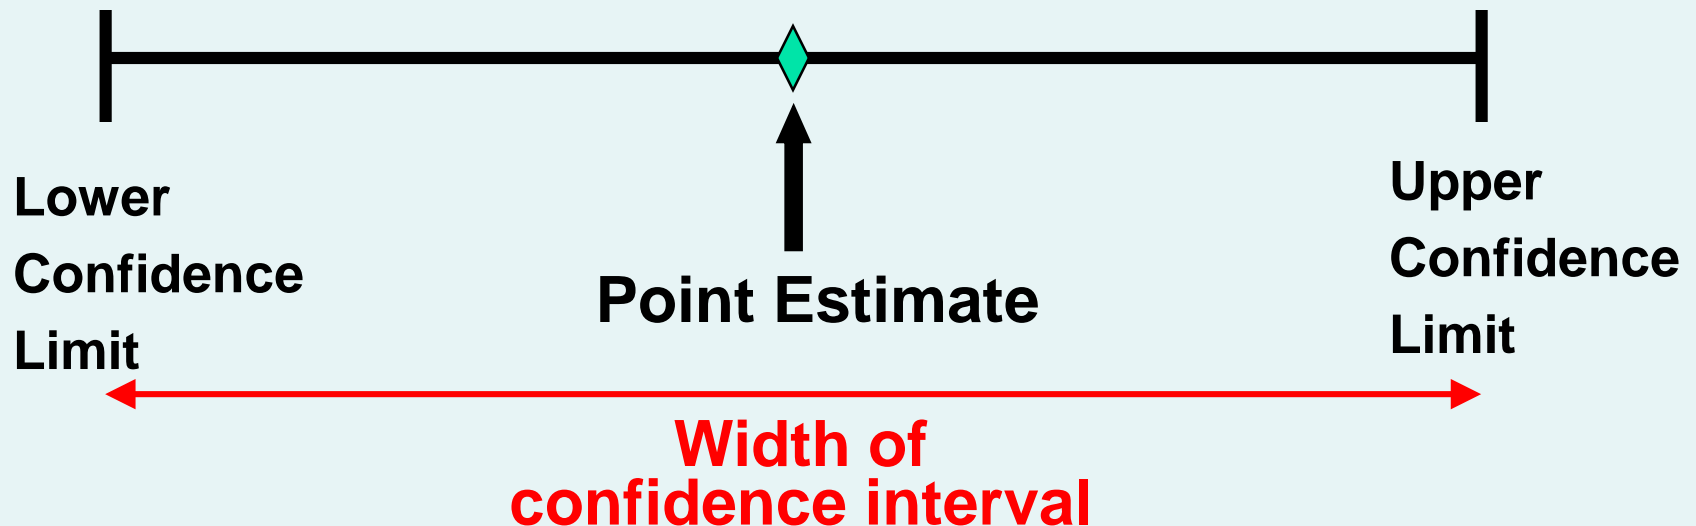 Lower
Confidence
Limit
Point Estimate
Upper
Confidence
Limit
Width of
confidence interval